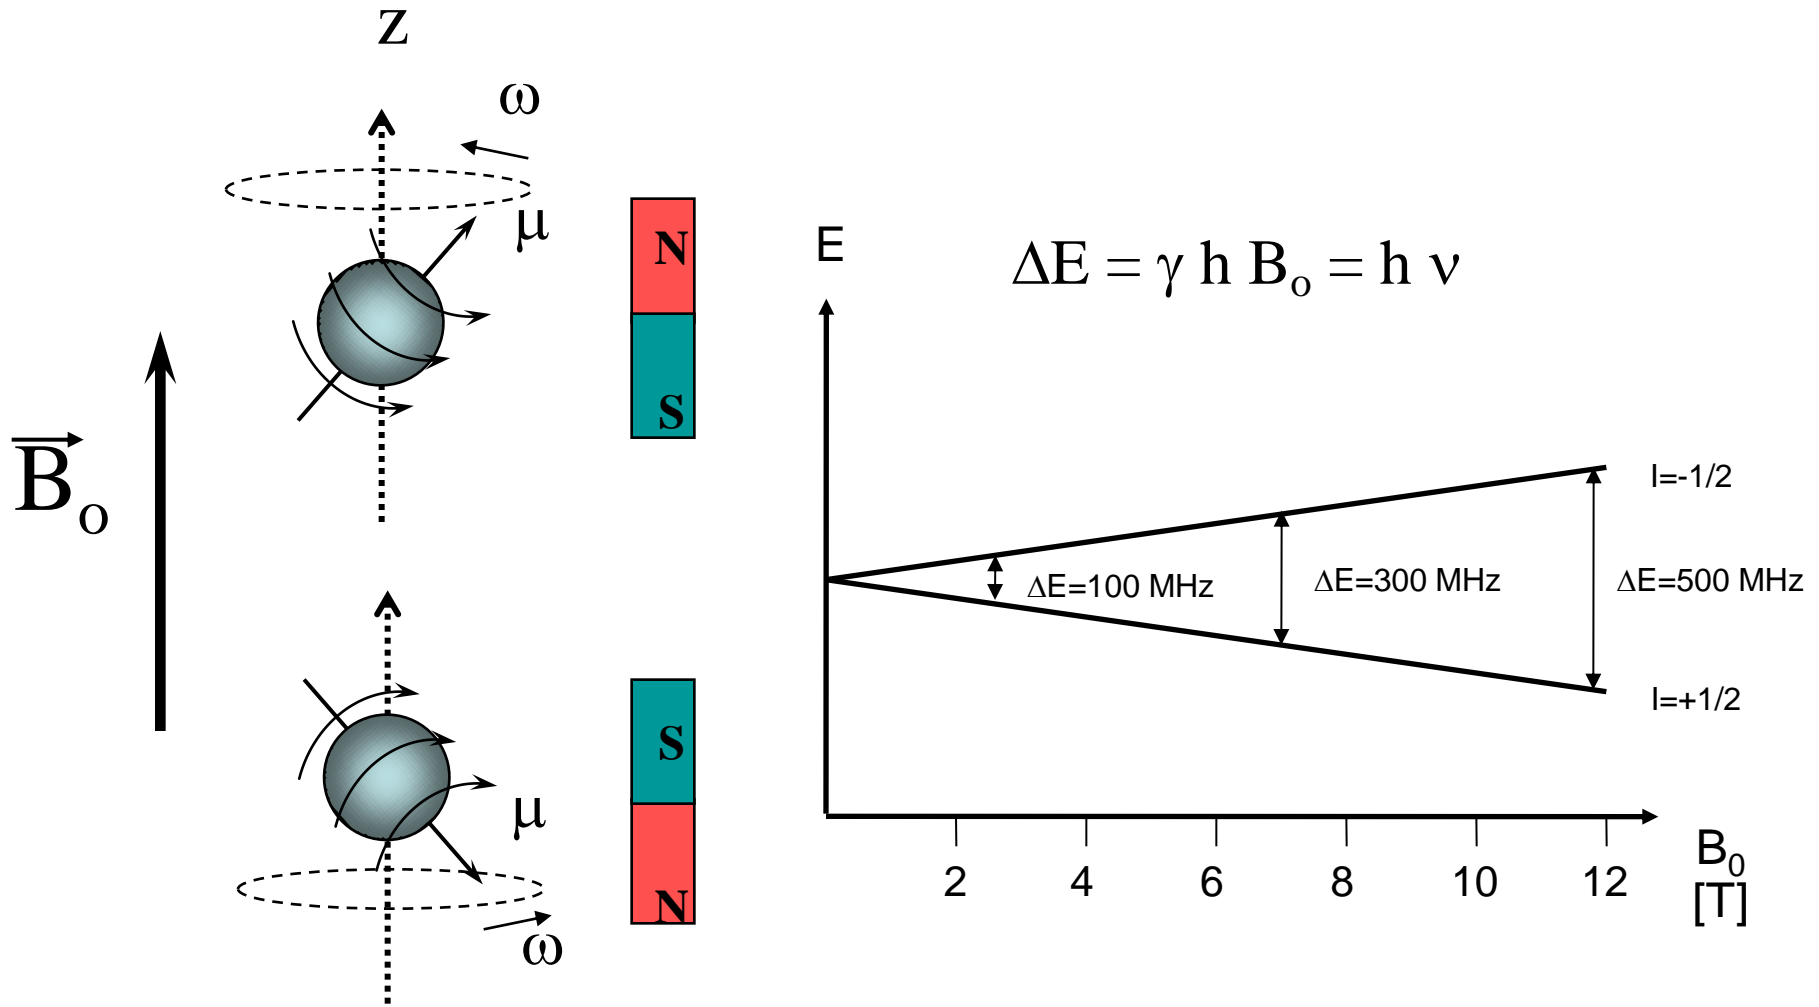 z
ω
μ
N
S
B₀
S
N
μ
ω
E
ΔE = γ h Bₒ = h ν
I=-1/2
ΔE=100 MHz
ΔE=300 MHz
ΔE=500 MHz
I=+1/2
2 4 6 8 10 12
B₀
[T]